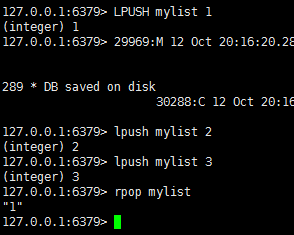 127.0.0.1:6379> LPUSH mylist 1
(integer) 1
127.0.0.1:6379> 29969:M 12 Oct 20:16:20.28
289 * DB saved on disk
30288:C 12 Oct 20:16
127.0.0.1:6379> lpush mylist 2
(integer) 2
127.0.0.1:6379> lpush mylist 3
(integer) 3
127.0.0.1:6379> rpop mylist
"1"
127.0.0.1:6379>